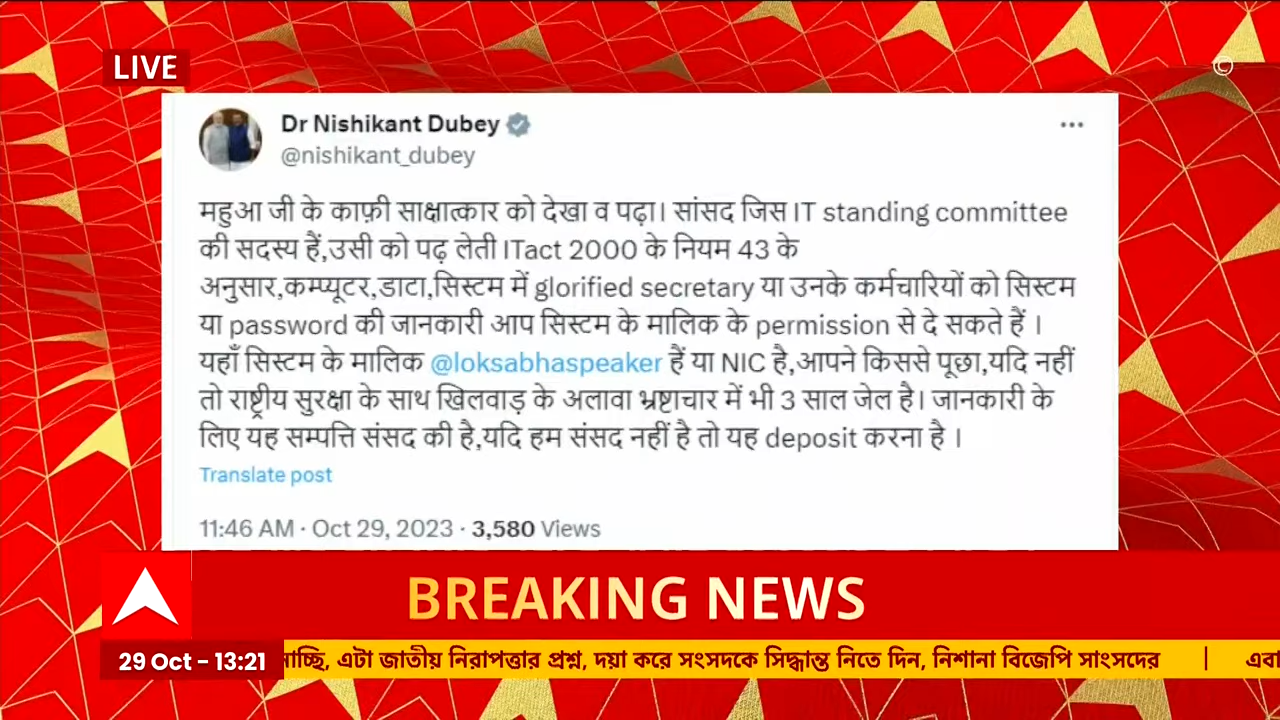 LIVE
©
Dr Nishikant Dubey
@nishikant_dubey
महुआ जी के काफ़ी साक्षात्कार को देखा व पढ़ा। सांसद जिस IT standing committee
की सदस्य हैं,उसी को पढ़ लेती ITact 2000 के नियम 43 के
अनुसार,कम्प्यूटर,डाटा,सिस्टम में glorified secretary या उनके कर्मचारियों को सिस्टम
या password की जानकारी आप सिस्टम के मालिक के permission से दे सकते हैं ।
यहाँ सिस्टम के मालिक @loksabhaspeaker हैं या NIC है,आपने किससे पूछा,यदि नहीं
तो राष्ट्रीय सुरक्षा के साथ खिलवाड़ के अलावा भ्रष्टाचार में भी 3 साल जेल है। जानकारी के
लिए यह सम्पत्ति संसद की है,यदि हम संसद नहीं है तो यह deposit करना है ।
Translate post
11:46 AM · Oct 29, 2023 · 3,580 Views
BREAKING NEWS
29 Oct - 13:21
এটা জাতীয় নিরাপত্তার প্রশ্ন, দয়া করে সংসদকে সিদ্ধান্ত নিতে দিন, নিশানা বিজেপি সাংসদের |